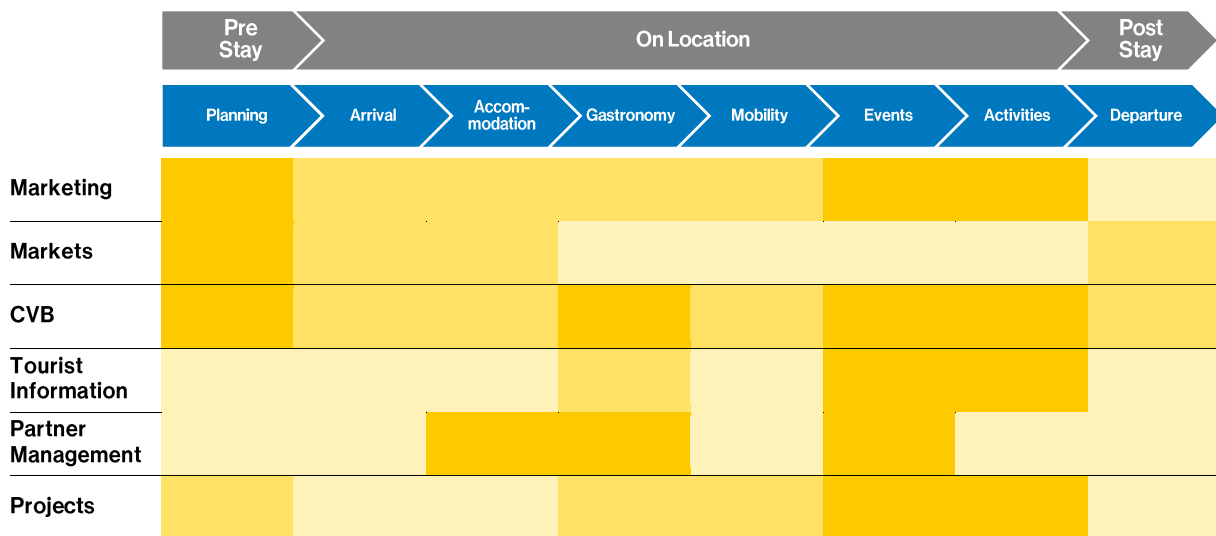 Pre
Stay
On Location
Post
Stay
Planning
Arrival
Accom-
modation
Gastronomy
Mobility
Events
Activities
Departure
Marketing
Markets
CVB
Tourist
Information
Partner
Management
Projects